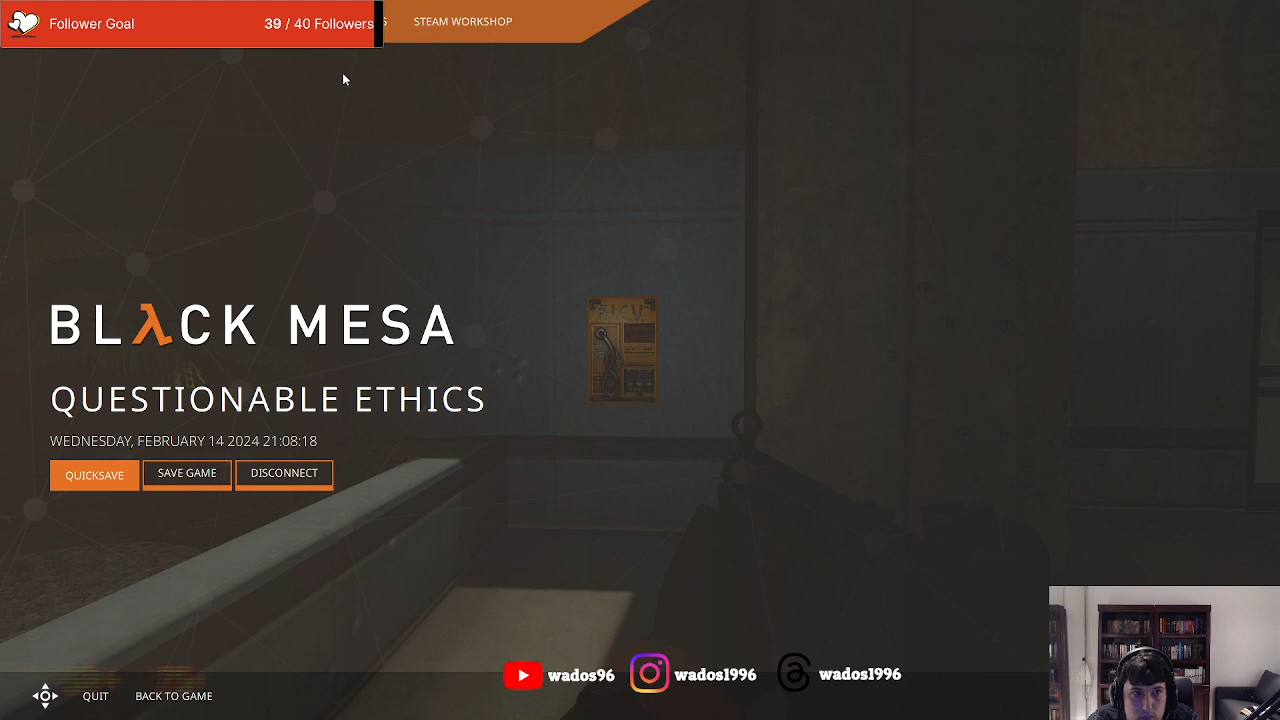 Follower Goal 39 / 40 Followers
S STEAM WORKSHOP
BLλCK MESA
QUESTIONABLE ETHICS
WEDNESDAY, FEBRUARY 14 2024 21:08:18
QUICKSAVE SAVE GAME DISCONNECT
wados96 wados1996 wados1996
QUIT BACK TO GAME